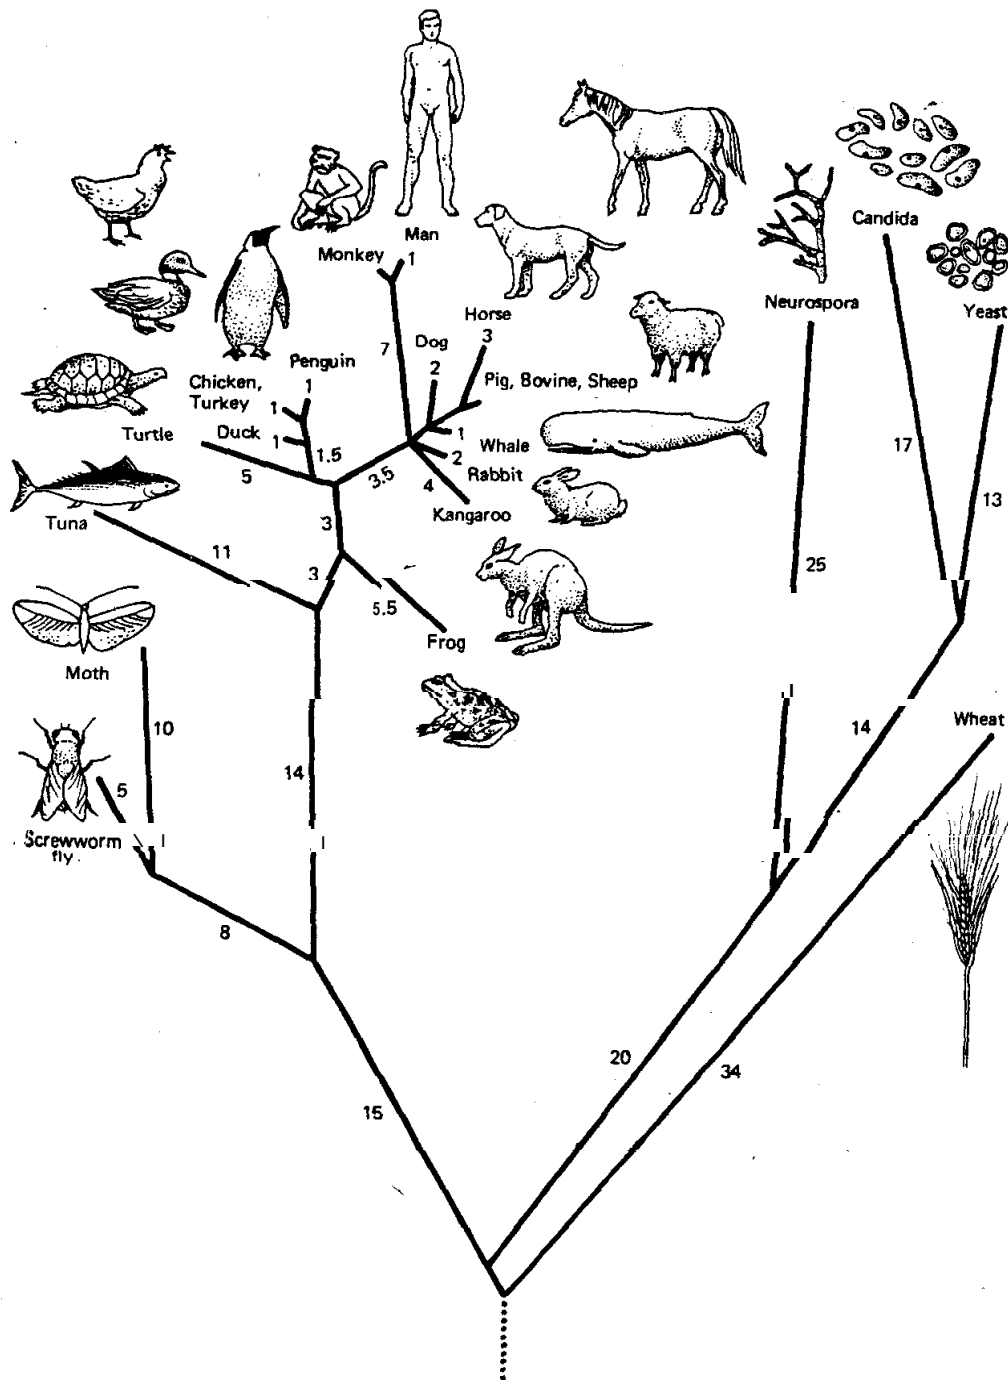 Man
Monkey
1
Candida
Neurospora
Yeast
Horse
3
Dog
2
7
Penguin
1
Chicken,
Turkey
1
Pig, Bovine, Sheep
Turtle
Duck
1
1.5
1
Whale
2
Rabbit
17
5
3.5
4
Kangaroo
13
Tuna
3
11
3
5.5
25
Frog
Moth
10
14
Wheat
14
5
Screwworm
fly
8
20
34
15